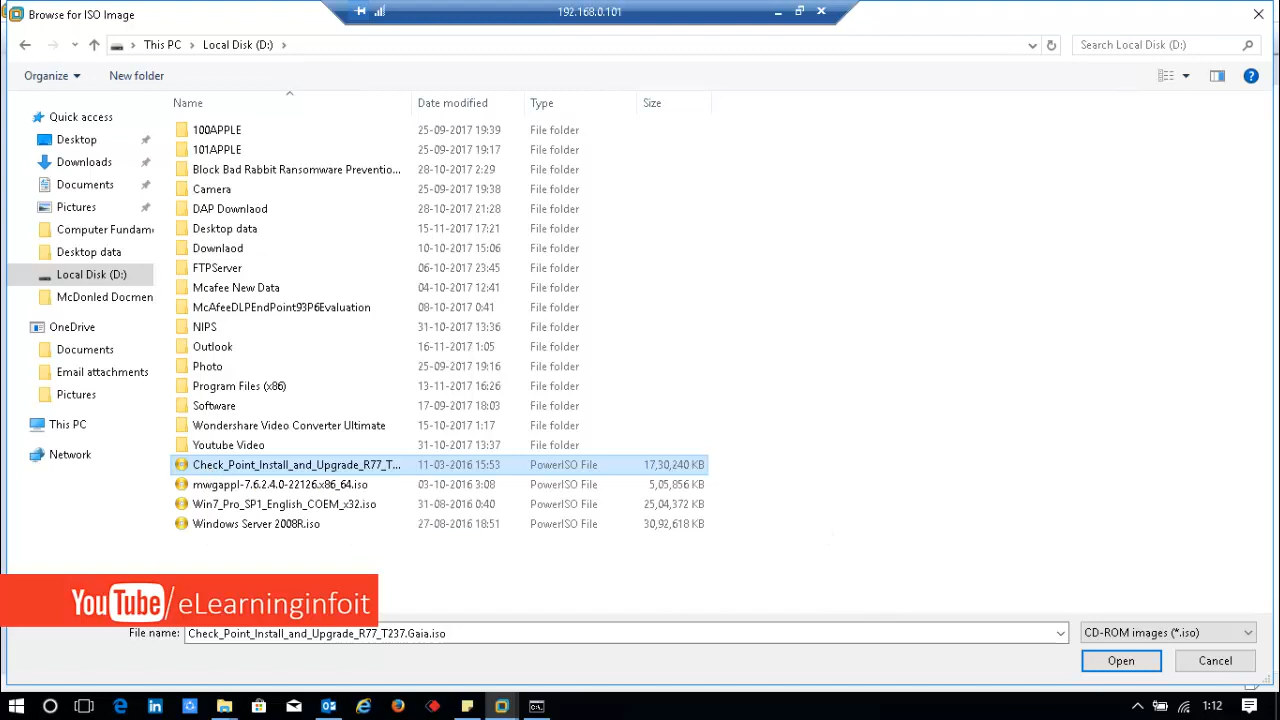 Browse for ISO Image
192.168.0.101
This PC
Local Disk (D:)
Search Local Disk (D:)
Organize
New folder
Name
Date modified
Type
Size
Quick access
Desktop
Downloads
Documents
Pictures
Computer Fundam
Desktop data
Local Disk (D:)
McDonled Docmen
OneDrive
Documents
Email attachments
Pictures
This PC
Network
100APPLE 25-09-2017 19:39 File folder
101APPLE 25-09-2017 19:17 File folder
Block Bad Rabbit Ransomware Preventio... 28-10-2017 2:29 File folder
Camera 25-09-2017 19:38 File folder
DAP Downlaod 28-10-2017 21:28 File folder
Desktop data 15-11-2017 17:21 File folder
Downlaod 10-10-2017 15:06 File folder
FTPServer 06-10-2017 23:45 File folder
Mcafee New Data 04-10-2017 12:41 File folder
McAfeeDLPEndPoint93P6Evaluation 08-10-2017 0:41 File folder
NIPS 31-10-2017 13:36 File folder
Outlook 16-11-2017 1:05 File folder
Photo 25-09-2017 19:16 File folder
Program Files (x86) 13-11-2017 16:26 File folder
Software 17-09-2017 18:03 File folder
Wondershare Video Converter Ultimate 15-10-2017 1:17 File folder
Youtube Video 31-10-2017 13:37 File folder
Check_Point_Install_and_Upgrade_R77_T... 11-03-2016 15:53 PowerISO File 17,30,240 KB
mwgappl-7.6.2.4.0-22126.x86_64.iso 03-10-2016 3:08 PowerISO File 5,05,856 KB
Win7_Pro_SP1_English_COEM_x32.iso 31-08-2016 0:40 PowerISO File 25,04,372 KB
Windows Server 2008R.iso 27-08-2016 18:51 PowerISO File 30,92,618 KB
YouTube/eLearninginfoit
File name: Check_Point_Install_and_Upgrade_R77_T237.Gaia.iso
CD-ROM images (*.iso)
Open
Cancel
1:12